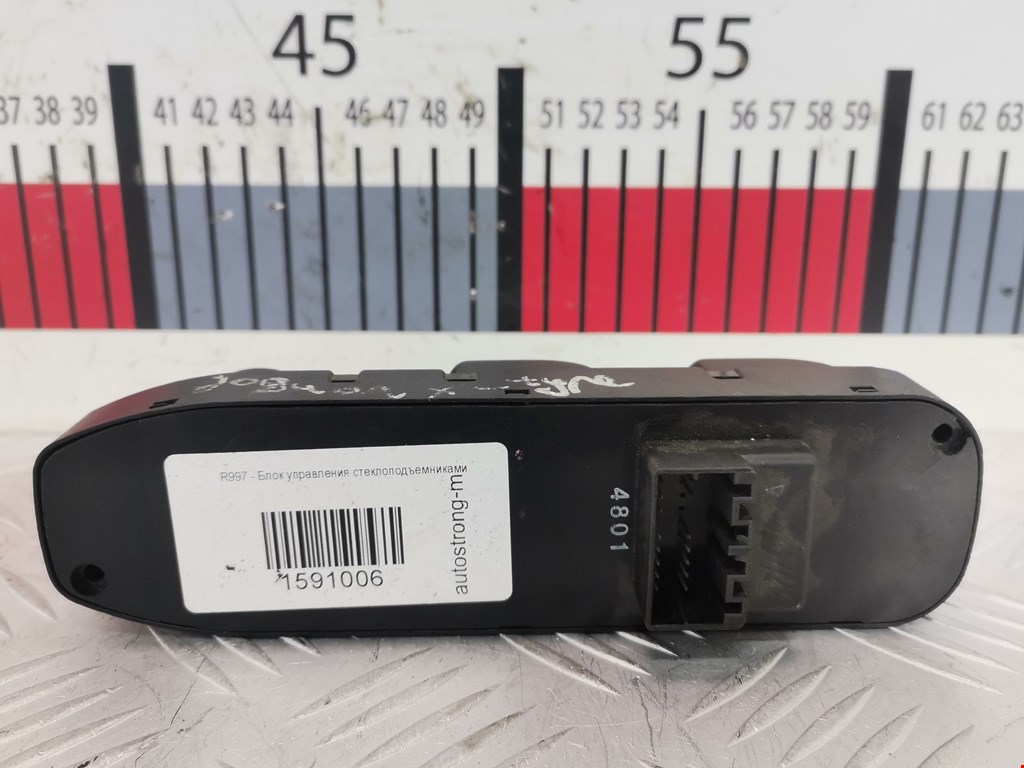 45 55
37 38 39 41 42 43 44 46 47 48 49 51 52 53 54 56 57 58 59 61 62 63
R997 - Блок управления стеклоподъемниками
1591006
autostrong-m
4801